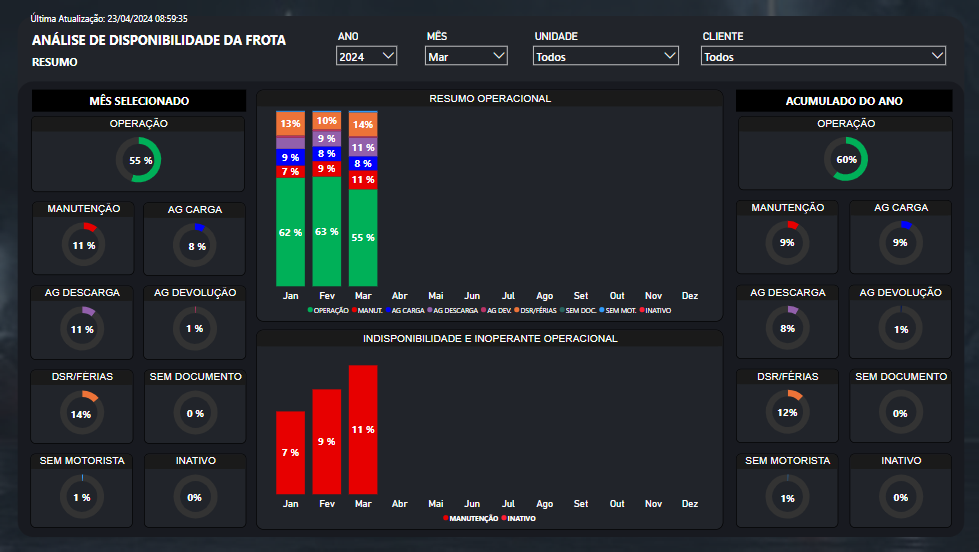 Última Atualização: 23/04/2024 08:59:35
ANÁLISE DE DISPONIBILIDADE DA FROTA
RESUMO
ANO
2024
MÊS
Mar
UNIDADE
Todos
CLIENTE
Todos
MÊS SELECIONADO
OPERAÇÃO
55 %
MANUTENÇÃO
11 %
AG CARGA
8 %
AG DESCARGA
11 %
AG DEVOLUÇÃO
1 %
DSR/FÉRIAS
14%
SEM DOCUMENTO
0 %
SEM MOTORISTA
1 %
INATIVO
0%
RESUMO OPERACIONAL
13% 10% 14%
9 % 11 %
9 % 8 % 8 %
7 % 9 % 11 %
62 % 63 % 55 %
Jan Fev Mar Abr Mai Jun Jul Ago Set Out Nov Dez
OPERAÇÃO MANUT. AG CARGA AG DESCARGA AG DEV. DSR/FÉRIAS SEM DOC. SEM MOT. INATIVO
INDISPONIBILIDADE E INOPERANTE OPERACIONAL
7 % 9 % 11 %
Jan Fev Mar Abr Mai Jun Jul Ago Set Out Nov Dez
MANUTENÇÃO INATIVO
ACUMULADO DO ANO
OPERAÇÃO
60%
MANUTENÇÃO
9%
AG CARGA
9%
AG DESCARGA
8%
AG DEVOLUÇÃO
1%
DSR/FÉRIAS
12%
SEM DOCUMENTO
0%
SEM MOTORISTA
1%
INATIVO
0%